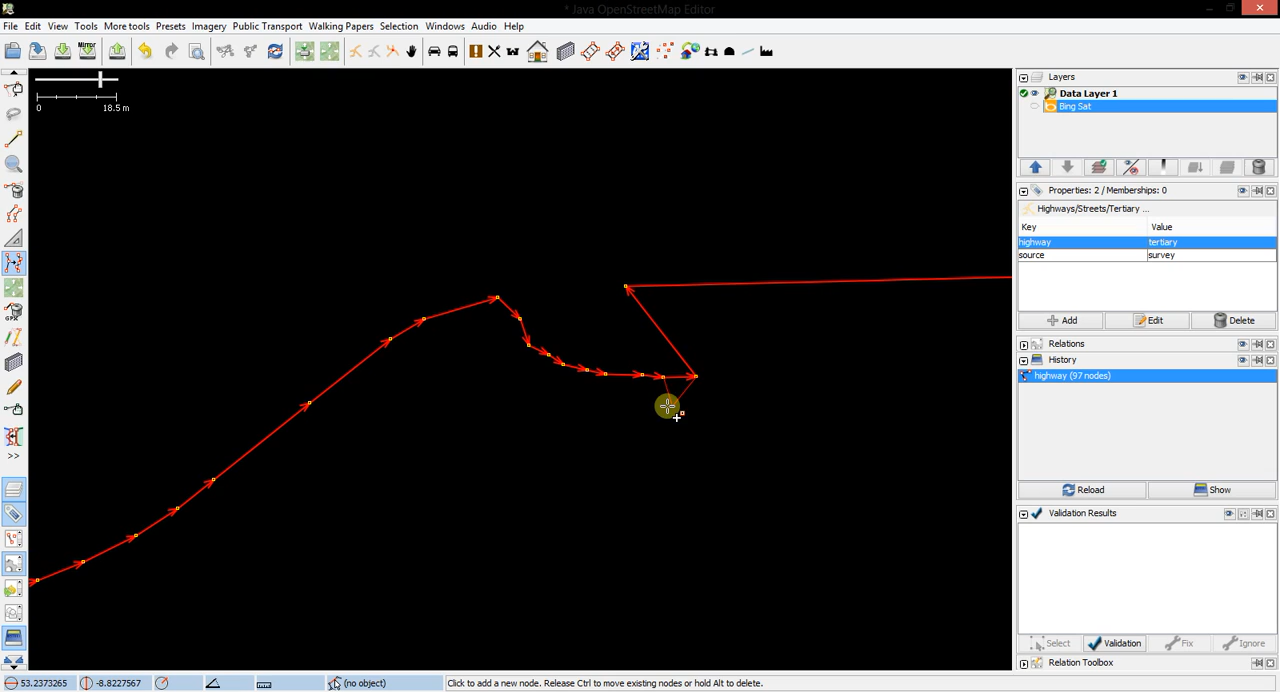 * Java OpenStreetMap Editor
File Edit View Tools More tools Presets Imagery Public Transport Walking Papers Selection Windows Audio Help
Mirror
0 18.5 m
Layers
Data Layer 1
Bing Sat
Properties: 2 / Memberships: 0
Highways/Streets/Tertiary ...
Key Value
highway tertiary
source survey
Add Edit Delete
Relations
History
highway (97 nodes)
Reload Show
Validation Results
Select Validation Fix Ignore
Relation Toolbox
GPX
>>
53.2373265 -8.8227567 (no object) Click to add a new node. Release Ctrl to move existing nodes or hold Alt to delete.